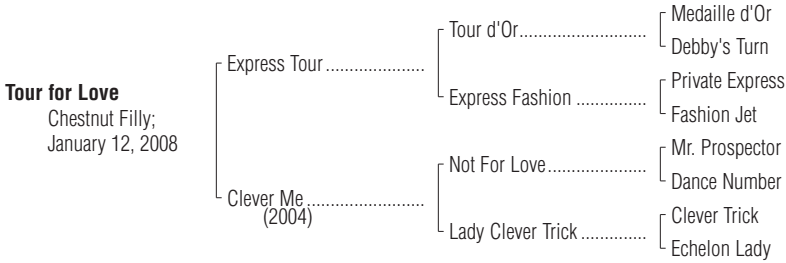 Medaille d'Or
Tour d'Or..........................
Debby's Turn
Express Tour ....................
Private Express
Express Fashion ...............
Fashion Jet
Tour for Love
Chestnut Filly;
January 12, 2008
Mr. Prospector
Not For Love.....................
Dance Number
Clever Me ........................
(2004)
Clever Trick
Lady Clever Trick ..............
Echelon Lady